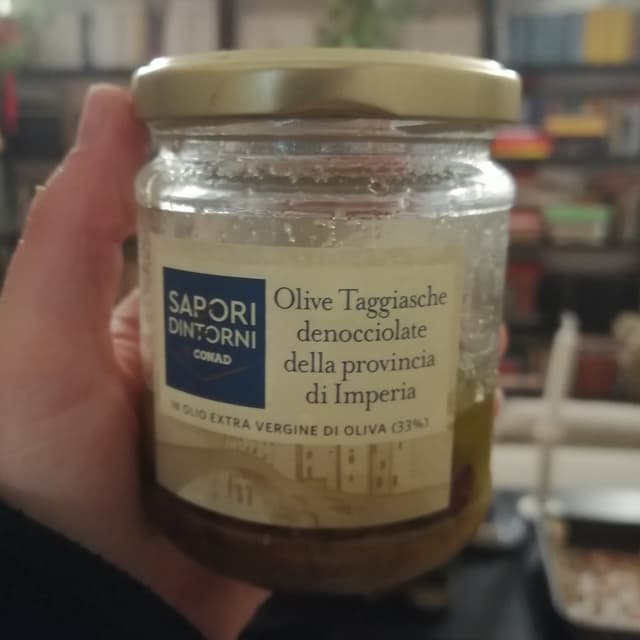 SAPORI
DINTORNI
CONAD
Olive Taggiasche
denocciolate
della provincia
di Imperia
IN OLIO EXTRA VERGINE DI OLIVA (33%)